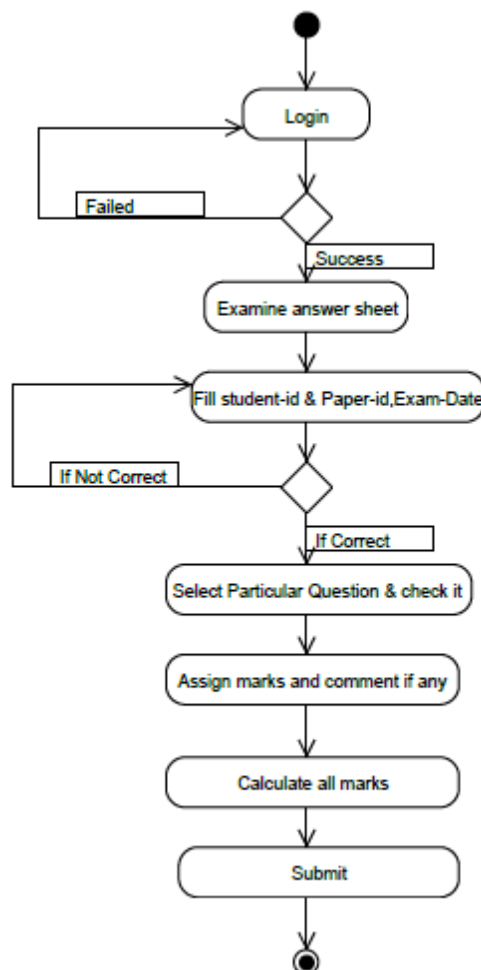 Login
Failed
Success
Examine answer sheet
Fill student-id & Paper-id,Exam-Date
If Not Correct
If Correct
Select Particular Question & check it
Assign marks and comment if any
Calculate all marks
Submit